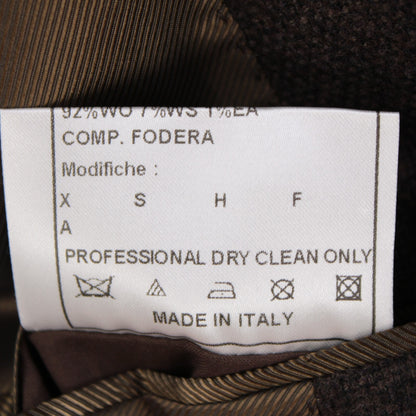 92%WO 7%WS 1%EA
COMP. FODERA
Modifiche :
X S H F
A
PROFESSIONAL DRY CLEAN ONLY
MADE IN ITALY